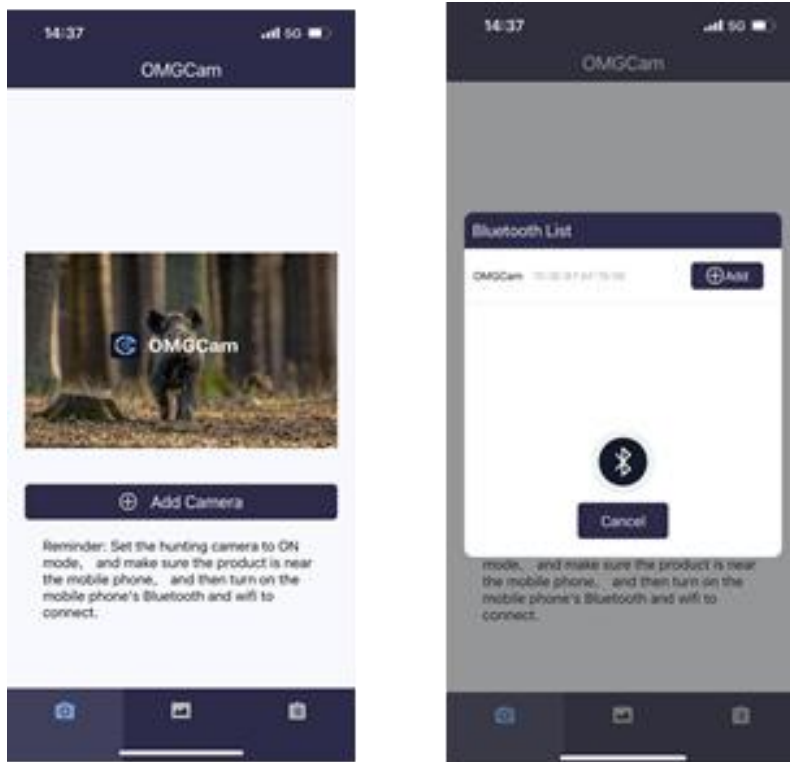 14:37
5G
OMGCam
OMGCam
Add Camera
Reminder: Set the hunting camera to ON
mode, and make sure the product is near
the mobile phone, and then turn on the
mobile phone's Bluetooth and wifi to
connect.
14:37
5G
OMGCam
Bluetooth List
OMGCam
Add
Cancel
mode, and make sure the product is near
the mobile phone, and then turn on the
mobile phone's Bluetooth and wifi to
connect.